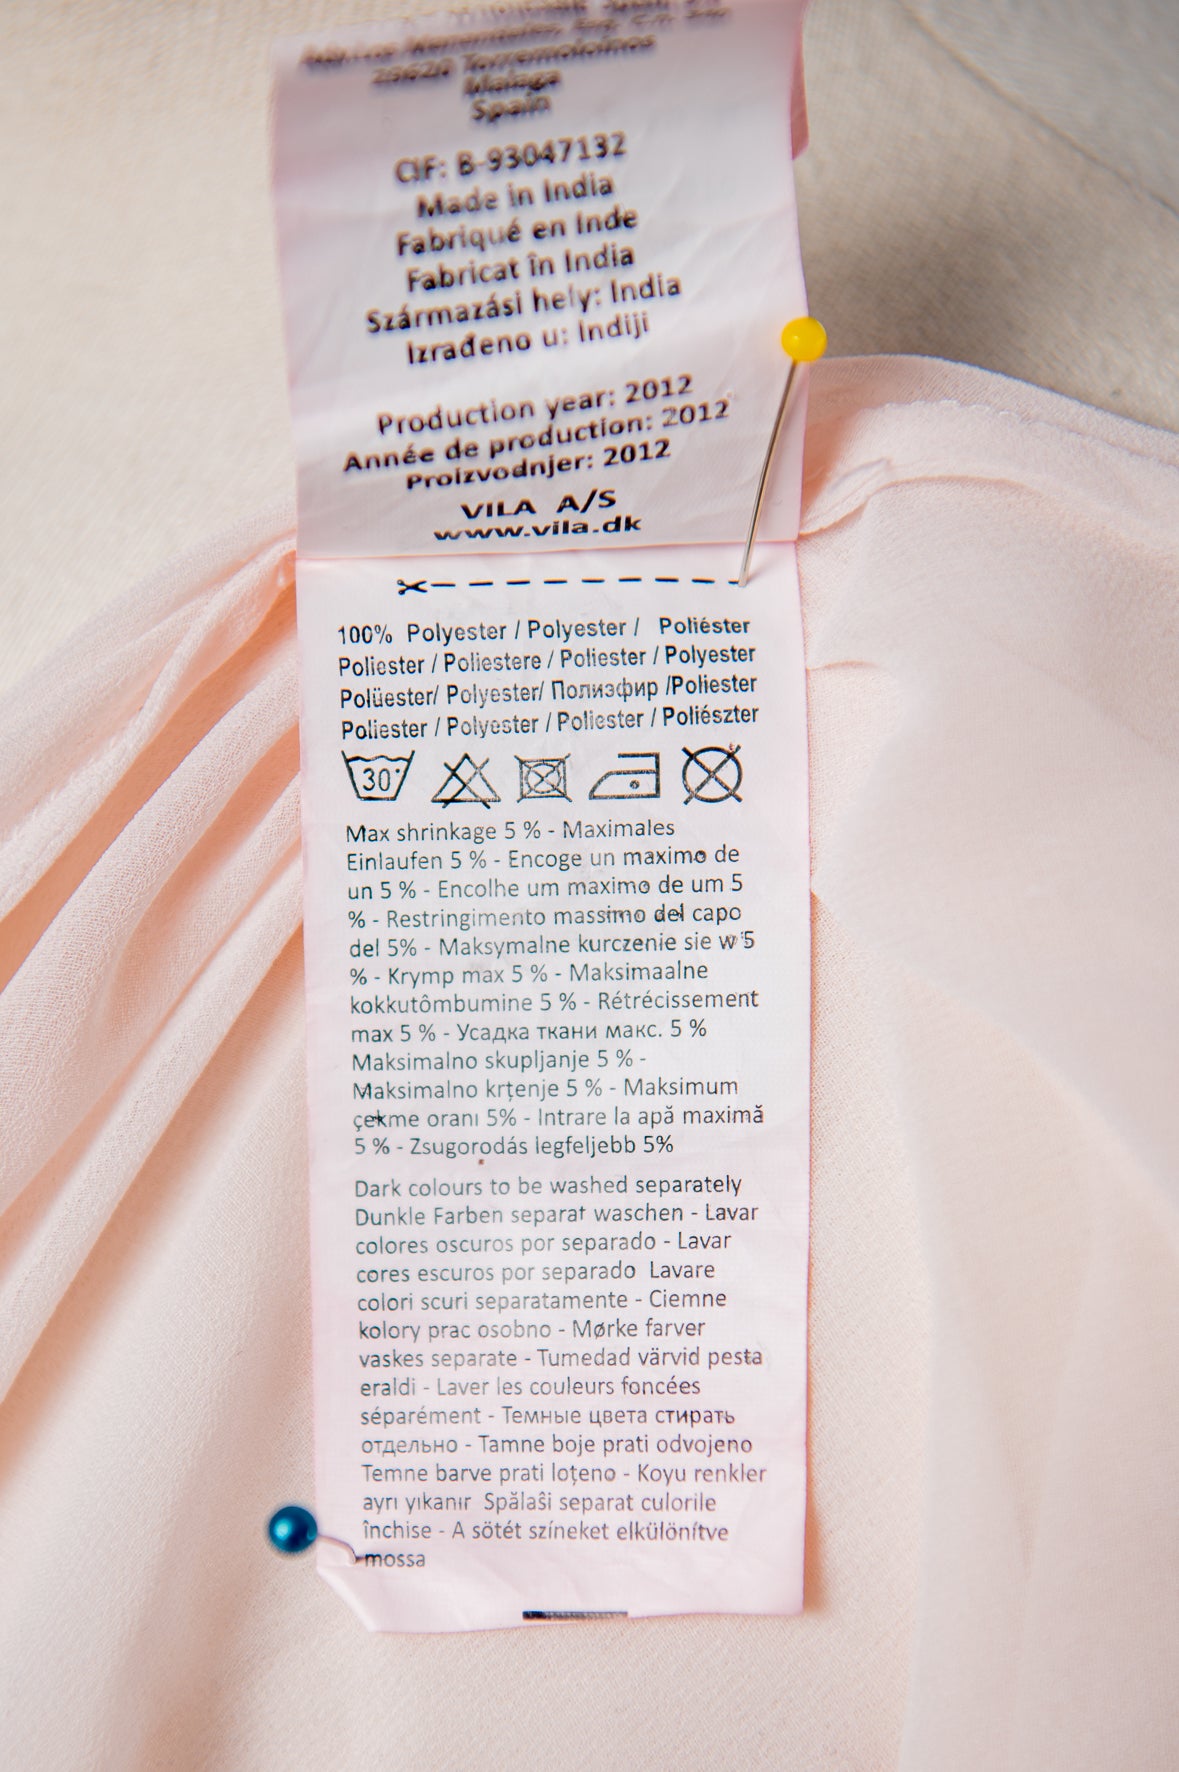 29620 Torremolinos
Malaga
Spain
CIF: B-93047132
Made in India
Fabriqué en Inde
Fabricat în India
Származási hely: India
Izrađeno u: Indiji
Production year: 2012
Année de production: 2012
Proizvodnjer: 2012
VILA A/S
www.vila.dk
100% Polyester / Polyester / Poliéster
Poliester / Poliestere / Poliester / Polyester
Polüester/ Polyester/ Полиэфир /Poliester
Poliester / Polyester / Poliester / Poliészter
30°
Max shrinkage 5 % - Maximales
Einlaufen 5 % - Encoge un maximo de
un 5 % - Encolhe um maximo de um 5
% - Restringimento massimo del capo
del 5% - Maksymalne kurczenie sie w 5
% - Krymp max 5 % - Maksimaalne
kokkutômbumine 5 % - Rétrécissement
max 5 % - Усадка ткани макс. 5 %
Maksimalno skupljanje 5 % -
Maksimalno krţenje 5 % - Maksimum
çekme oranı 5% - Intrare la apă maximă
5 % - Zsugorodás legfeljebb 5%
Dark colours to be washed separately
Dunkle Farben separat waschen - Lavar
colores oscuros por separado - Lavar
cores escuros por separado Lavare
colori scuri separatamente - Ciemne
kolory prac osobno - Mørke farver
vaskes separate - Tumedad värvid pesta
eraldi - Laver les couleurs foncées
séparément - Темные цвета стирать
отдельно - Tamne boje prati odvojeno
Temne barve prati loţeno - Koyu renkler
ayrı yıkanır Spălaŝi separat culorile
închise - A sötét színeket elkülönítve
mossa